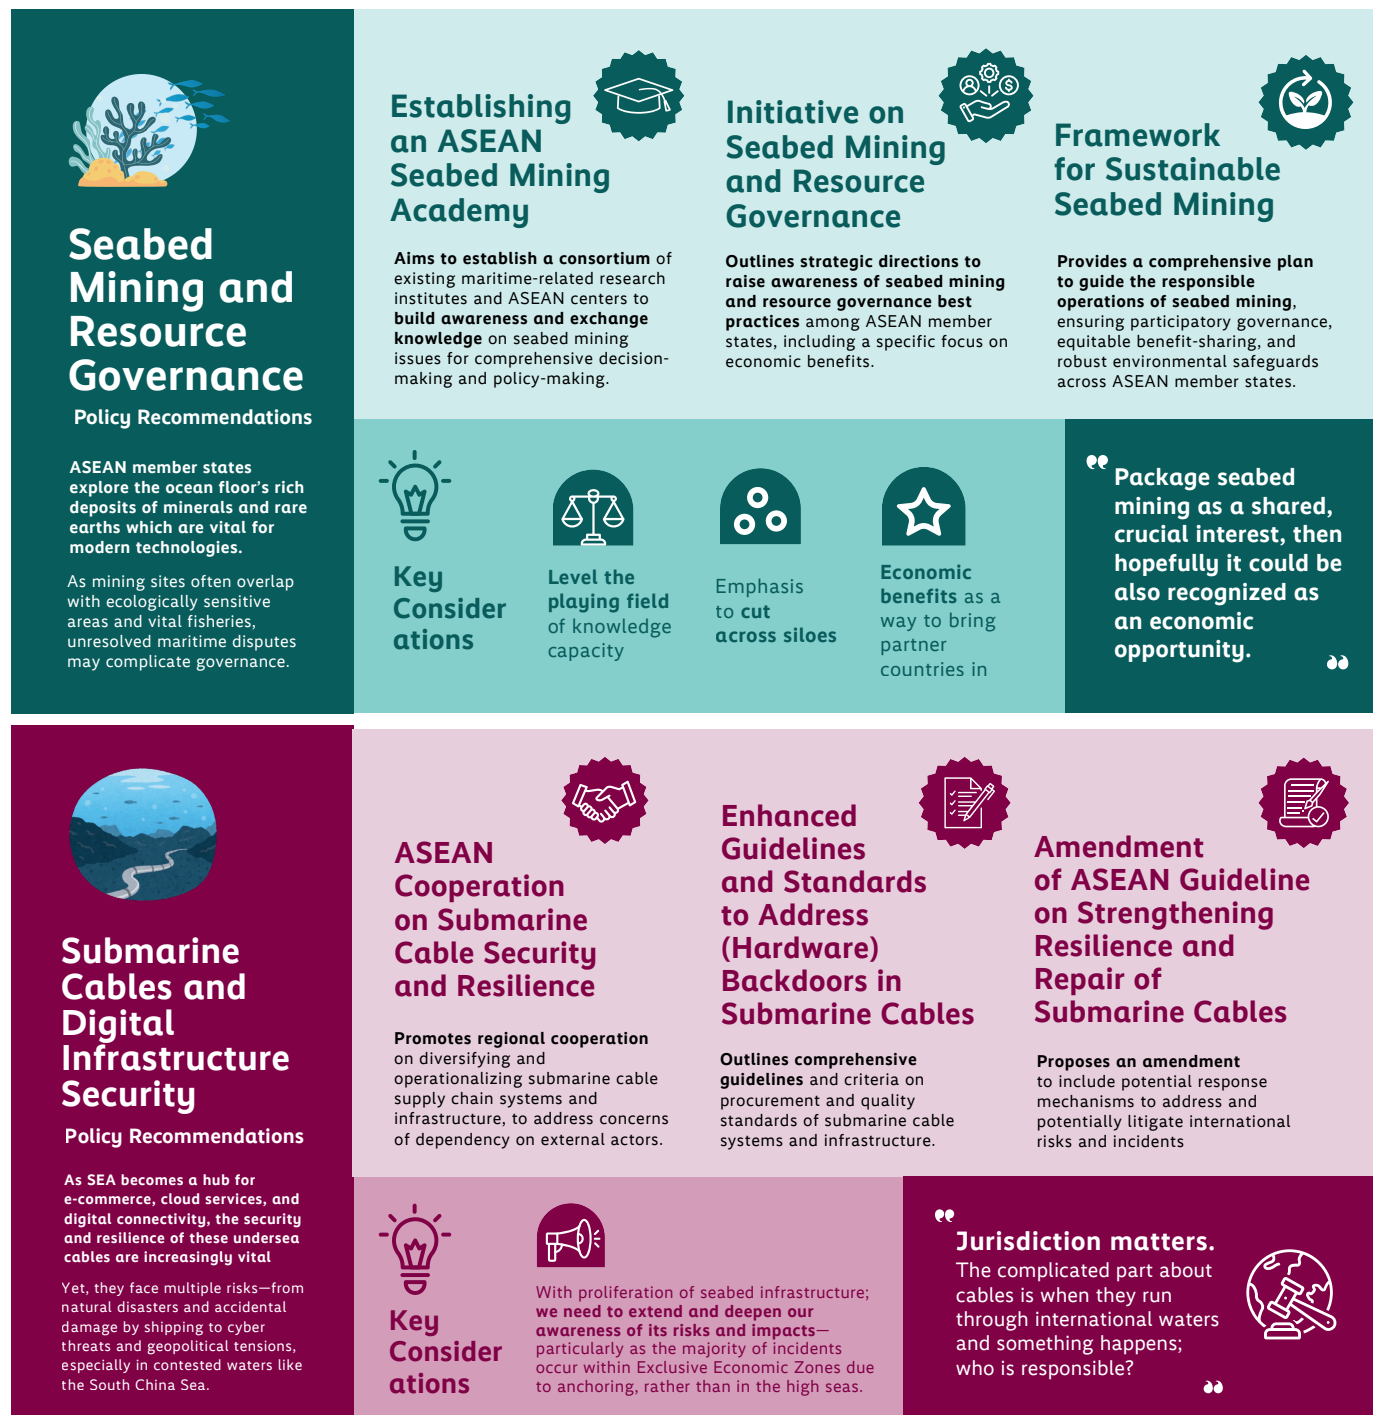 Seabed
Mining and
Resource
Governance
Policy Recommendations
ASEAN member states
explore the ocean floor's rich
deposits of minerals and rare
earths which are vital for
modern technologies.
As mining sites often overlap
with ecologically sensitive
areas and vital fisheries,
unresolved maritime disputes
may complicate governance.
Establishing
an ASEAN
Seabed Mining
Academy
Aims to establish a consortium of
existing maritime-related research
institutes and ASEAN centers to
build awareness and exchange
knowledge on seabed mining
issues for comprehensive decision-
making and policy-making.
Initiative on
Seabed Mining
and Resource
Governance
Outlines strategic directions to
raise awareness of seabed mining
and resource governance best
practices among ASEAN member
states, including a specific focus on
economic benefits.
Framework
for Sustainable
Seabed Mining
Provides a comprehensive plan
to guide the responsible
operations of seabed mining,
ensuring participatory governance,
equitable benefit-sharing, and
robust environmental safeguards
across ASEAN member states.
Key
Consider
ations
Level the
playing field
of knowledge
capacity
Emphasis
to cut
across siloes
Economic
benefits as a
way to bring
partner
countries in
❞
Package seabed
mining as a shared,
crucial interest, then
hopefully it could be
also recognized as
an economic
opportunity.
❝
Submarine
Cables and
Digital
Infrastructure
Security
Policy Recommendations
As SEA becomes a hub for
e-commerce, cloud services, and
digital connectivity, the security
and resilience of these undersea
cables are increasingly vital
Yet, they face multiple risks—from
natural disasters and accidental
damage by shipping to cyber
threats and geopolitical tensions,
especially in contested waters like
the South China Sea.
ASEAN
Cooperation
on Submarine
Cable Security
and Resilience
Promotes regional cooperation
on diversifying and
operationalizing submarine cable
supply chain systems and
infrastructure, to address concerns
of dependency on external actors.
Enhanced
Guidelines
and Standards
to Address
(Hardware)
Backdoors in
Submarine Cables
Outlines comprehensive
guidelines and criteria on
procurement and quality
standards of submarine cable
systems and infrastructure.
Amendment
of ASEAN Guideline
on Strengthening
Resilience and
Repair of
Submarine Cables
Proposes an amendment
to include potential response
mechanisms to address and
potentially litigate international
risks and incidents
Key
Consider
ations
With proliferation of seabed infrastructure;
we need to extend and deepen our
awareness of its risks and impacts—
particularly as the majority of incidents
occur within Exclusive Economic Zones due
to anchoring, rather than in the high seas.
❞
Jurisdiction matters.
The complicated part about
cables is when they run
through international waters
and something happens;
who is responsible?
❝